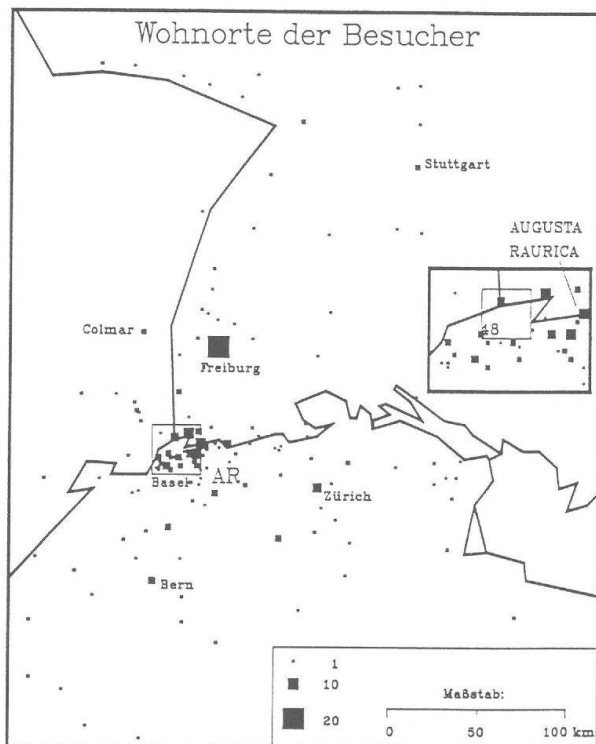 Wohnorte der Besucher
Stuttgart
AUGUSTA
RAURICA
48
Colmar
Freiburg
Basel
AR
Zürich
Bern
1
10
20
Maßstab:
0 50 100 km